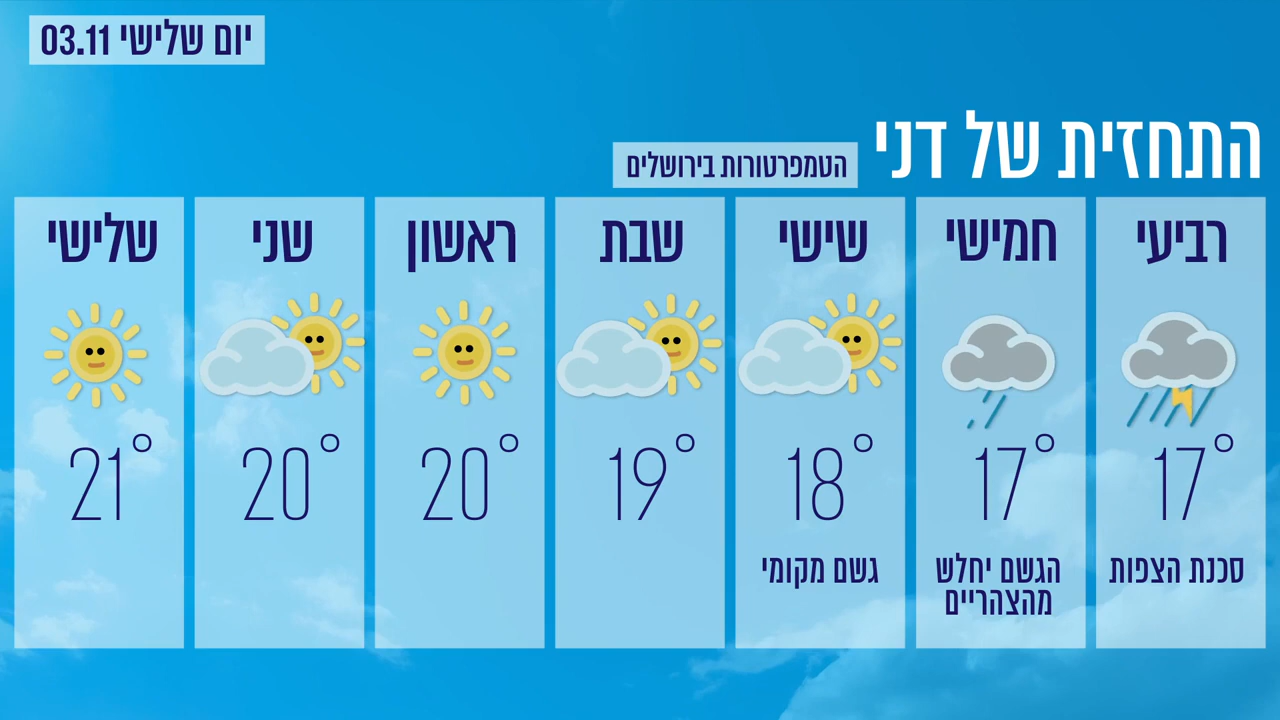 יום שלישי 03.11
התחזית של דני
הטמפרטורות בירושלים
רביעי
17°
סכנת הצפות
חמישי
17°
הגשם יחלש
מהצהריים
שישי
18°
גשם מקומי
שבת
19°
ראשון
20°
שני
20°
שלישי
21°